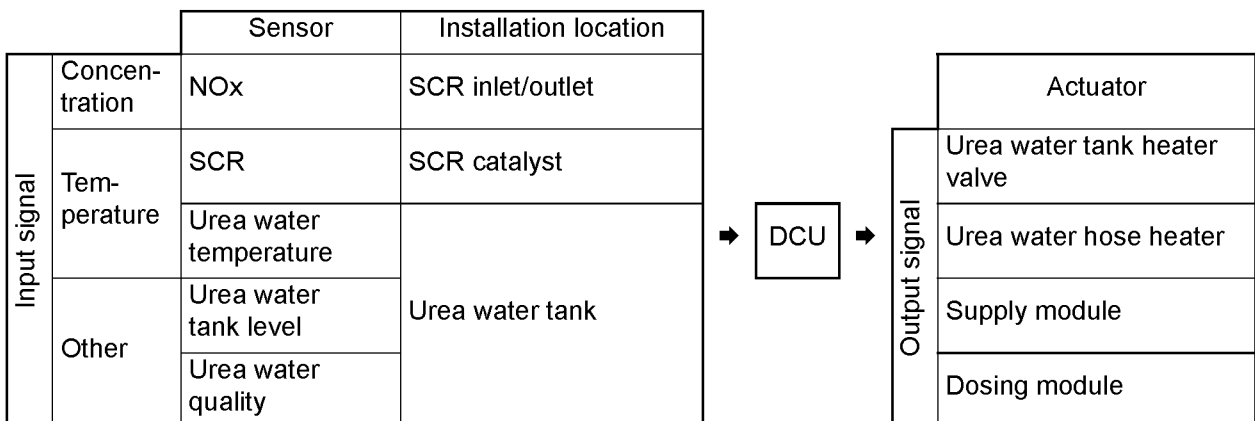 Sensor
Installation location
Input signal
Concen-
tration
NOx
SCR inlet/outlet
Tem-
perature
SCR
SCR catalyst
Urea water
temperature
Urea water tank
Other
Urea water
tank level
Urea water
quality
DCU
Output signal
Actuator
Urea water tank heater
valve
Urea water hose heater
Supply module
Dosing module